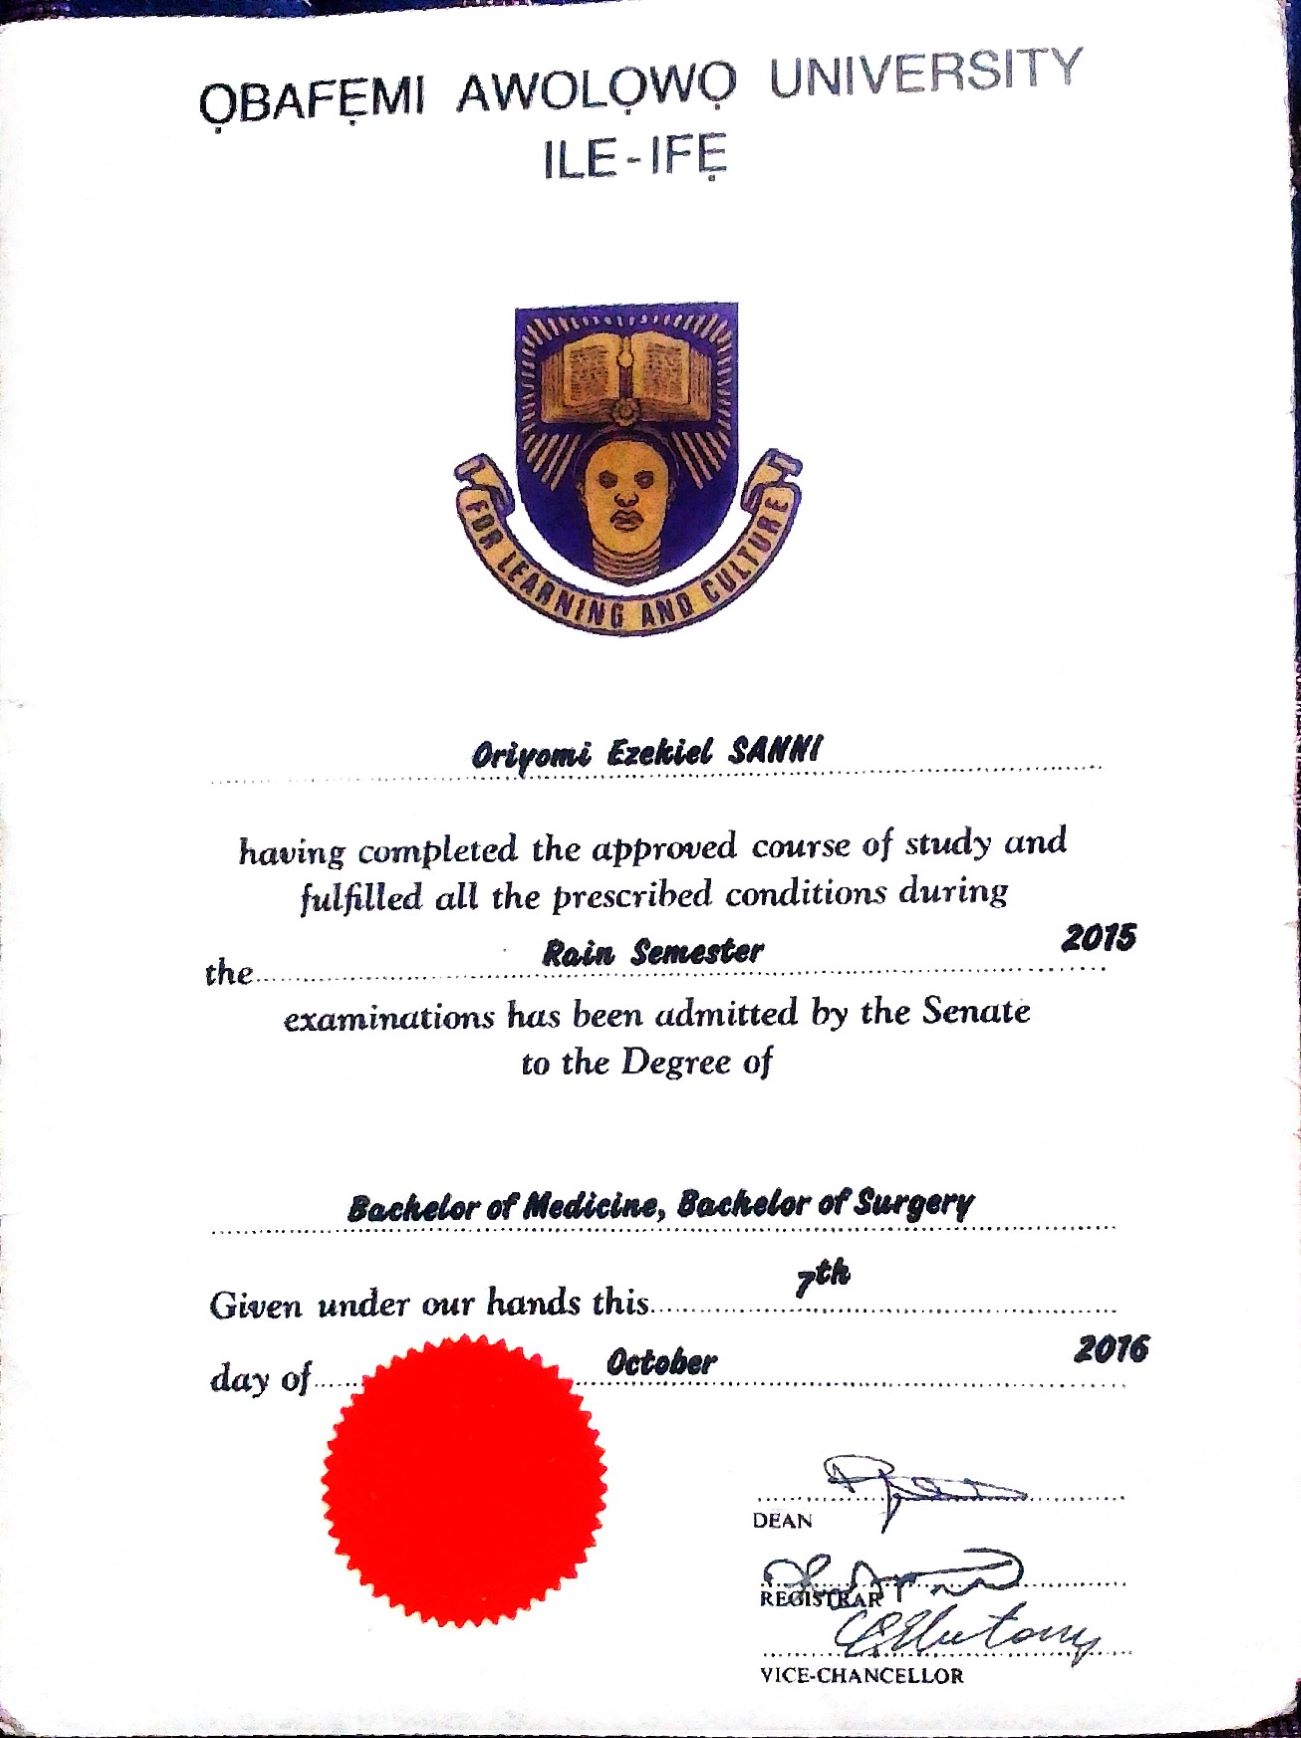 ỌBAFẸMI AWOLỌWỌ UNIVERSITY
ILE-IFẸ
FOR LEARNING AND CULTURE
Oriyomi Ezekiel SANNI
having completed the approved course of study and
fulfilled all the prescribed conditions during
the Rain Semester 2015
examinations has been admitted by the Senate
to the Degree of
Bachelor of Medicine, Bachelor of Surgery
Given under our hands this 7th
day of October 2016
DEAN
REGISTRAR
VICE-CHANCELLOR